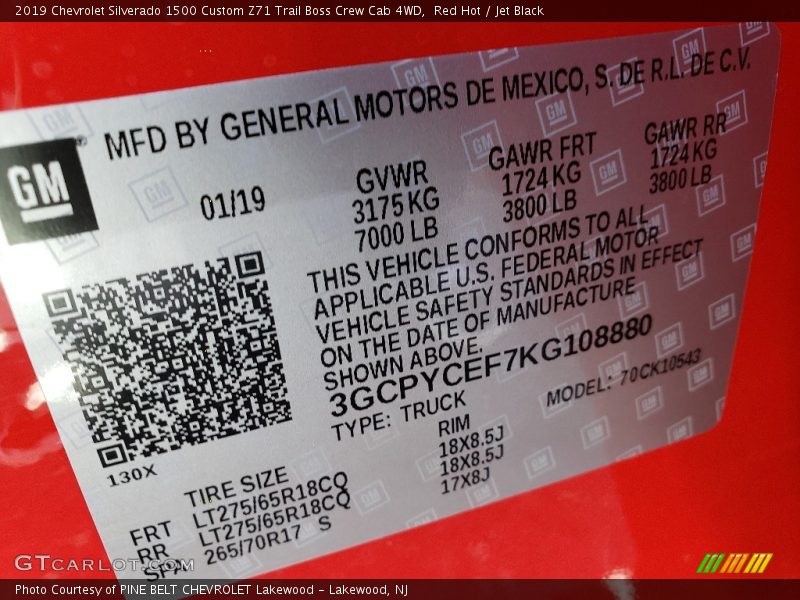 2019 Chevrolet Silverado 1500 Custom Z71 Trail Boss Crew Cab 4WD,  Red Hot / Jet Black
MFD BY GENERAL MOTORS DE MEXICO, S. DE R.L. DE C.V.
GM
01/19
GVWR
3175 KG
7000 LB
GAWR FRT
1724 KG
3800 LB
GAWR RR
1724 KG
3800 LB
THIS VEHICLE CONFORMS TO ALL
APPLICABLE U.S. FEDERAL MOTOR
VEHICLE SAFETY STANDARDS IN EFFECT
ON THE DATE OF MANUFACTURE
SHOWN ABOVE.
3GCPYCEF7KG108880
TYPE: TRUCK
MODEL: 70CK10543
130X
TIRE SIZE
RIM
FRT LT275/65R18CQ 18X8.5J
RR LT275/65R18CQ 18X8.5J
SPA 265/70R17 S 17X8J
GTCARLOT.COM
Photo Courtesy of PINE BELT CHEVROLET Lakewood - Lakewood, NJ